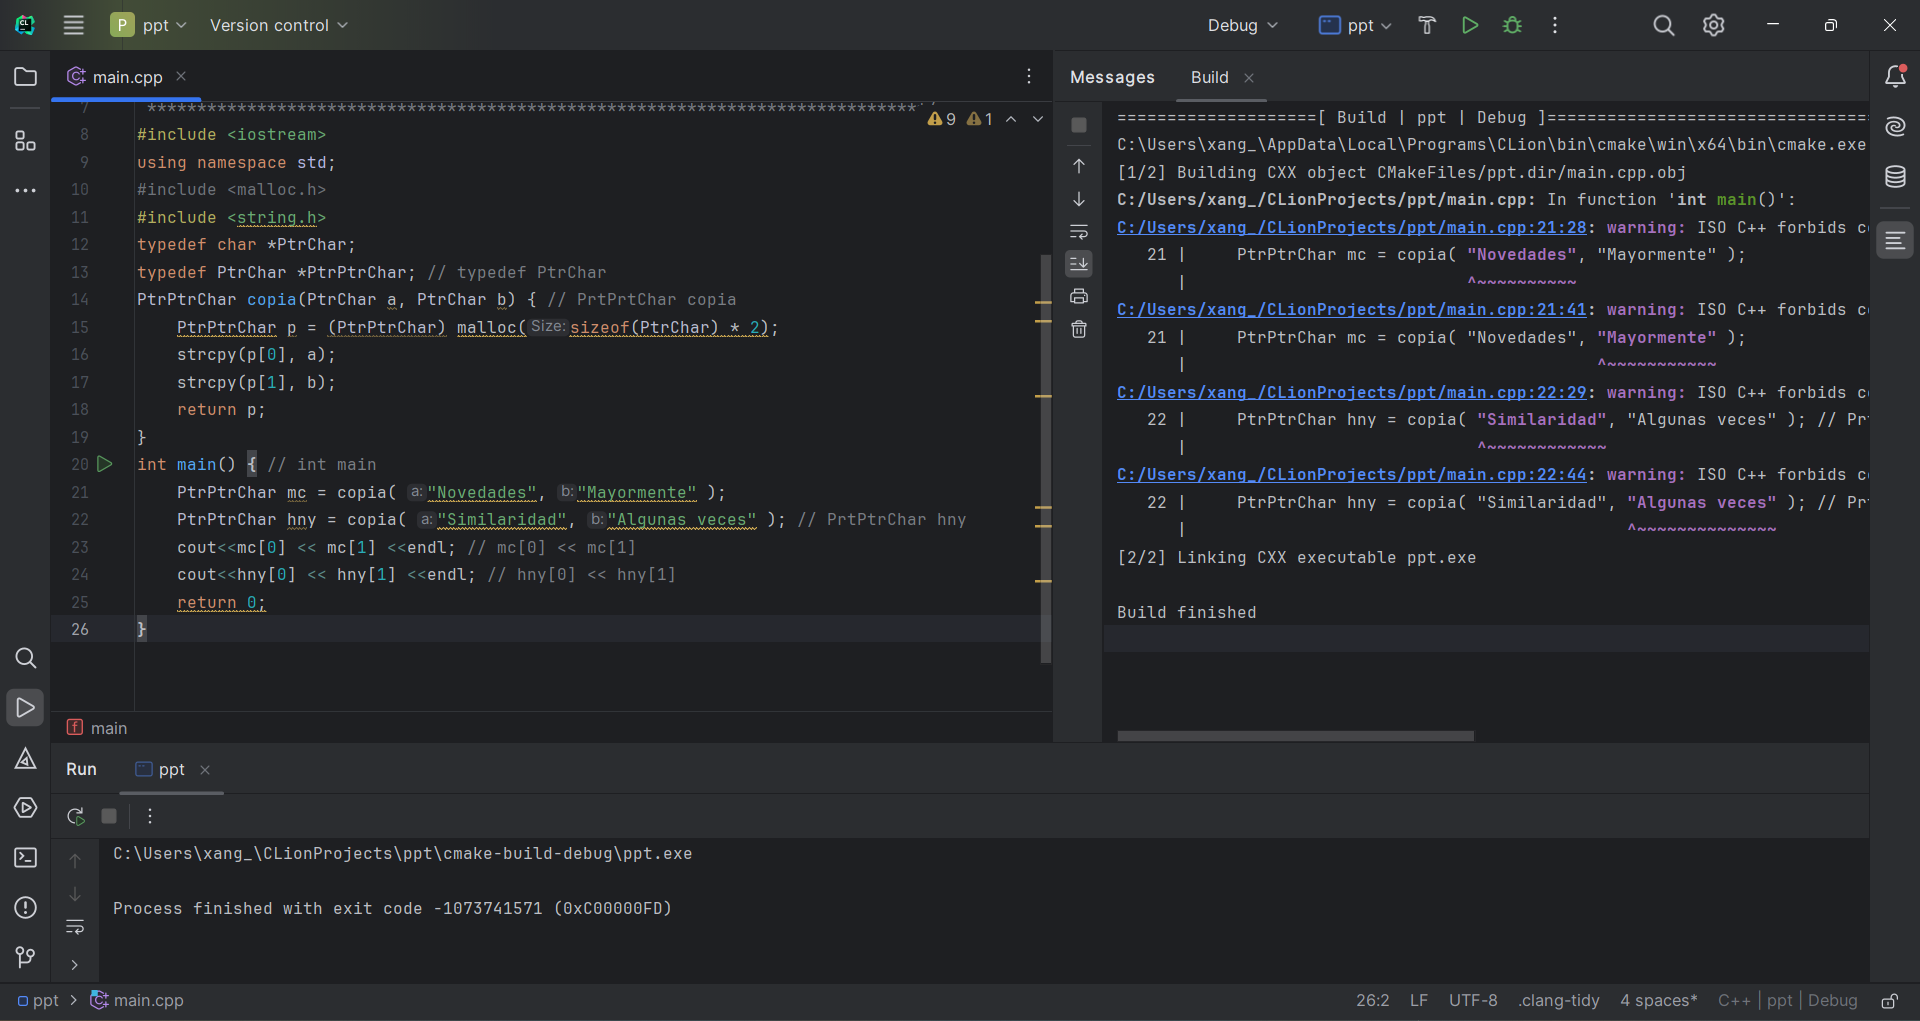 P ppt Version control Debug ppt
main.cpp
Messages Build
7 *****************************************************************************
9 1
8 #include <iostream>
9 using namespace std;
10 #include <malloc.h>
11 #include <string.h>
12 typedef char *PtrChar;
13 typedef PtrChar *PtrPtrChar; // typedef PtrChar
14 PtrPtrChar copia(PtrChar a, PtrChar b) { // PrtPrtChar copia
15 PtrPtrChar p = (PtrPtrChar) malloc( Size: sizeof(PtrChar) * 2);
16 strcpy(p[0], a);
17 strcpy(p[1], b);
18 return p;
19 }
20 int main() { // int main
21 PtrPtrChar mc = copia( a: "Novedades", b: "Mayormente" );
22 PtrPtrChar hny = copia( a: "Similaridad", b: "Algunas veces" ); // PrtPtrChar hny
23 cout<<mc[0] << mc[1] <<endl; // mc[0] << mc[1]
24 cout<<hny[0] << hny[1] <<endl; // hny[0] << hny[1]
25 return 0;
26 }
f main
====================[ Build | ppt | Debug ]================================
C:\Users\xang_\AppData\Local\Programs\CLion\bin\cmake\win\x64\bin\cmake.exe
[1/2] Building CXX object CMakeFiles/ppt.dir/main.cpp.obj
C:/Users/xang_/CLionProjects/ppt/main.cpp: In function 'int main()':
C:/Users/xang_/CLionProjects/ppt/main.cpp:21:28: warning: ISO C++ forbids c
21 | PtrPtrChar mc = copia( "Novedades", "Mayormente" );
| ^~~~~~~~~~~
C:/Users/xang_/CLionProjects/ppt/main.cpp:21:41: warning: ISO C++ forbids c
21 | PtrPtrChar mc = copia( "Novedades", "Mayormente" );
| ^~~~~~~~~~~~
C:/Users/xang_/CLionProjects/ppt/main.cpp:22:29: warning: ISO C++ forbids c
22 | PtrPtrChar hny = copia( "Similaridad", "Algunas veces" ); // Pr
| ^~~~~~~~~~~~~
C:/Users/xang_/CLionProjects/ppt/main.cpp:22:44: warning: ISO C++ forbids c
22 | PtrPtrChar hny = copia( "Similaridad", "Algunas veces" ); // Pr
| ^~~~~~~~~~~~~~~
[2/2] Linking CXX executable ppt.exe
Build finished
Run ppt
C:\Users\xang_\CLionProjects\ppt\cmake-build-debug\ppt.exe
Process finished with exit code -1073741571 (0xC00000FD)
ppt > main.cpp 26:2 LF UTF-8 .clang-tidy 4 spaces* C++ | ppt | Debug